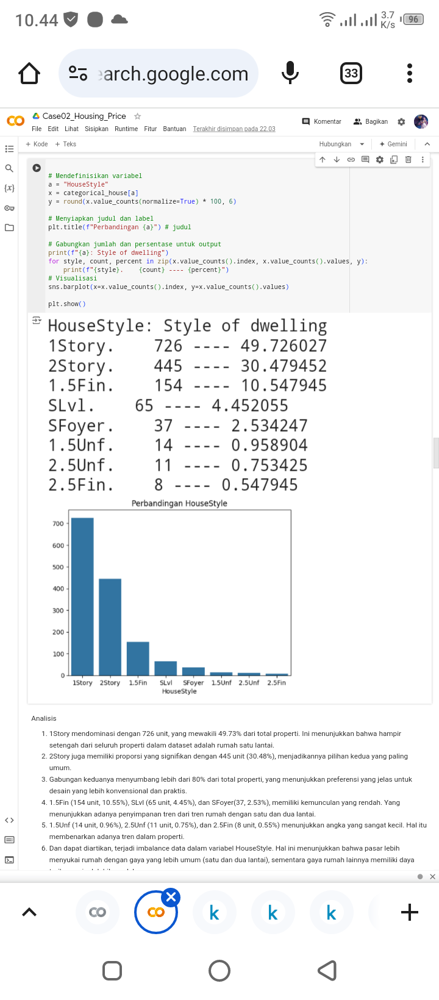 10.44
3.7
K/s
96
earch.google.com
33
Case02_Housing_Price
File Edit Lihat Sisipkan Runtime Fitur Bantuan Terakhir disimpan pada 22.03
Komentar Bagikan
+ Kode + Teks
Hubungkan Gemini
# Mendefinisikan variabel
a = "HouseStyle"
x = categorical_house[a]
y = round(x.value_counts(normalize=True) * 100, 6)
# Menyiapkan judul dan label
plt.title(f"Perbandingan {a}") # judul
# Gabungkan jumlah dan persentase untuk output
print(f"{a}: Style of dwelling")
for style, count, percent in zip(x.value_counts().index, x.value_counts().values, y):
    print(f"{style}.    {count} ---- {percent}")
# Visualisasi
sns.barplot(x=x.value_counts().index, y=x.value_counts().values)
plt.show()
HouseStyle: Style of dwelling
1Story.    726 ---- 49.726027
2Story.    445 ---- 30.479452
1.5Fin.    154 ---- 10.547945
SLvl.    65 ---- 4.452055
SFoyer.    37 ---- 2.534247
1.5Unf.    14 ---- 0.958904
2.5Unf.    11 ---- 0.753425
2.5Fin.    8 ---- 0.547945
Perbandingan HouseStyle
700
600
500
400
300
200
100
0
1Story 2Story 1.5Fin SLvl SFoyer 1.5Unf 2.5Unf 2.5Fin
HouseStyle
Analisis
1. 1Story mendominasi dengan 726 unit, yang mewakili 49.73% dari total properti. Ini menunjukkan bahwa hampir
setengah dari seluruh properti dalam dataset adalah rumah satu lantai.
2. 2Story juga memiliki proporsi yang signifikan dengan 445 unit (30.48%), menjadikannya pilihan kedua yang paling
umum.
3. Gabungan keduanya menyumbang lebih dari 80% dari total properti, yang menunjukkan preferensi yang jelas untuk
desain yang lebih konvensional dan praktis.
4. 1.5Fin (154 unit, 10.55%), SLvl (65 unit, 4.45%), dan SFoyer(37, 2.53%), memiliki kemunculan yang rendah. Yang
menunjukkan adanya penyimpanan tren dari tren rumah dengan satu dan dua lantai.
5. 1.5Unf (14 unit, 0.96%), 2.5Unf (11 unit, 0.75%), dan 2.5Fin (8 unit, 0.55%) menunjukkan angka yang sangat kecil. Hal itu
membenarkan adanya tren dalam properti.
6. Dan dapat diartikan, terjadi imbalance data dalam variabel HouseStyle. Hal ini menunjukkan bahwa pasar lebih
menyukai rumah dengan gaya yang lebih umum (satu dan dua lantai), sementara gaya rumah lainnya memiliki daya
k k k